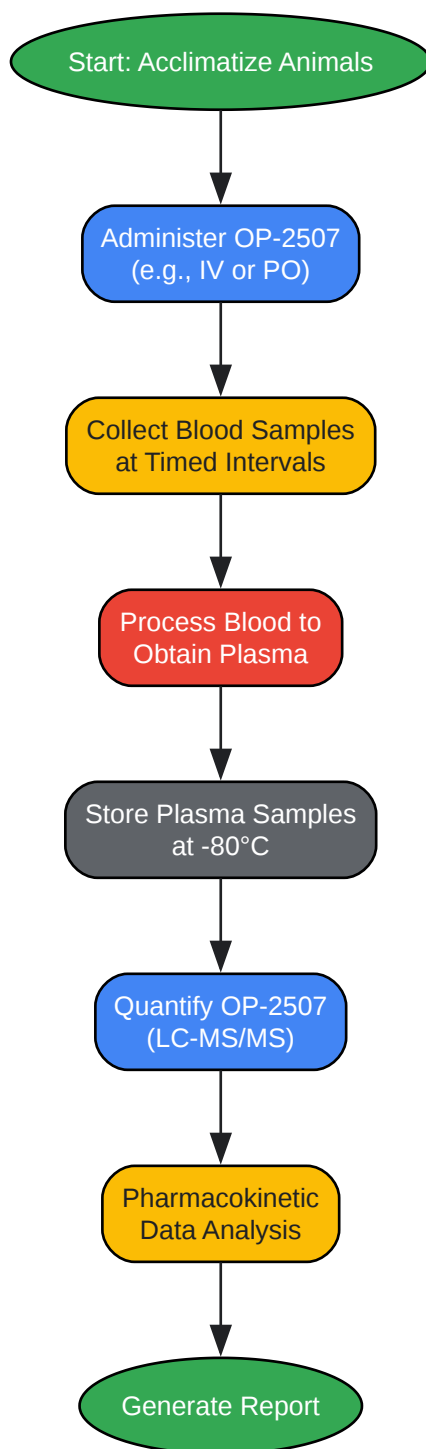 Start: Acclimatize Animals
Administer OP-2507
(e.g., IV or PO)
Collect Blood Samples
at Timed Intervals
Process Blood to
Obtain Plasma
Store Plasma Samples
at -80°C
Quantify OP-2507
(LC-MS/MS)
Pharmacokinetic
Data Analysis
Generate Report